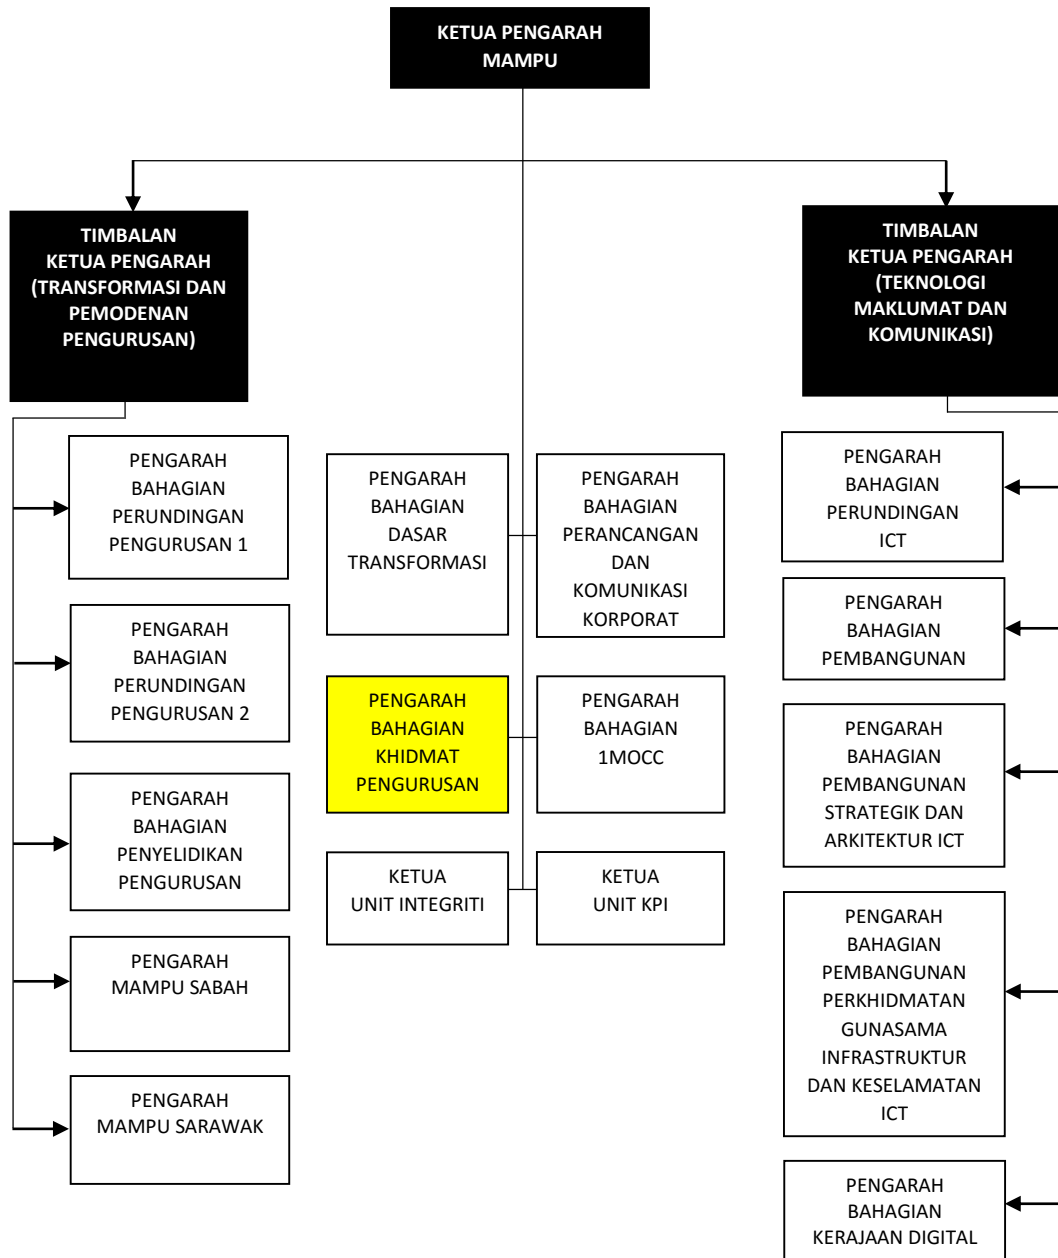 KETUA PENGARAH
MAMPU
TIMBALAN
KETUA PENGARAH
(TRANSFORMASI DAN
PEMODENAN
PENGURUSAN)
TIMBALAN
KETUA PENGARAH
(TEKNOLOGI
MAKLUMAT DAN
KOMUNIKASI)
PENGARAH
BAHAGIAN
PERUNDINGAN
PENGURUSAN 1
PENGARAH
BAHAGIAN
PERUNDINGAN
PENGURUSAN 2
PENGARAH
BAHAGIAN
PENYELIDIKAN
PENGURUSAN
PENGARAH
MAMPU SABAH
PENGARAH
MAMPU SARAWAK
PENGARAH
BAHAGIAN
DASAR
TRANSFORMASI
PENGARAH
BAHAGIAN
PERANCANGAN
DAN
KOMUNIKASI
KORPORAT
PENGARAH
BAHAGIAN
KHIDMAT
PENGURUSAN
PENGARAH
BAHAGIAN
1MOCC
KETUA
UNIT INTEGRITI
KETUA
UNIT KPI
PENGARAH
BAHAGIAN
PERUNDINGAN
ICT
PENGARAH
BAHAGIAN
PEMBANGUNAN
PENGARAH
BAHAGIAN
PEMBANGUNAN
STRATEGIK DAN
ARKITEKTUR ICT
PENGARAH
BAHAGIAN
PEMBANGUNAN
PERKHIDMATAN
GUNASAMA
INFRASTRUKTUR
DAN KESELAMATAN
ICT
PENGARAH
BAHAGIAN
KERAJAAN DIGITAL